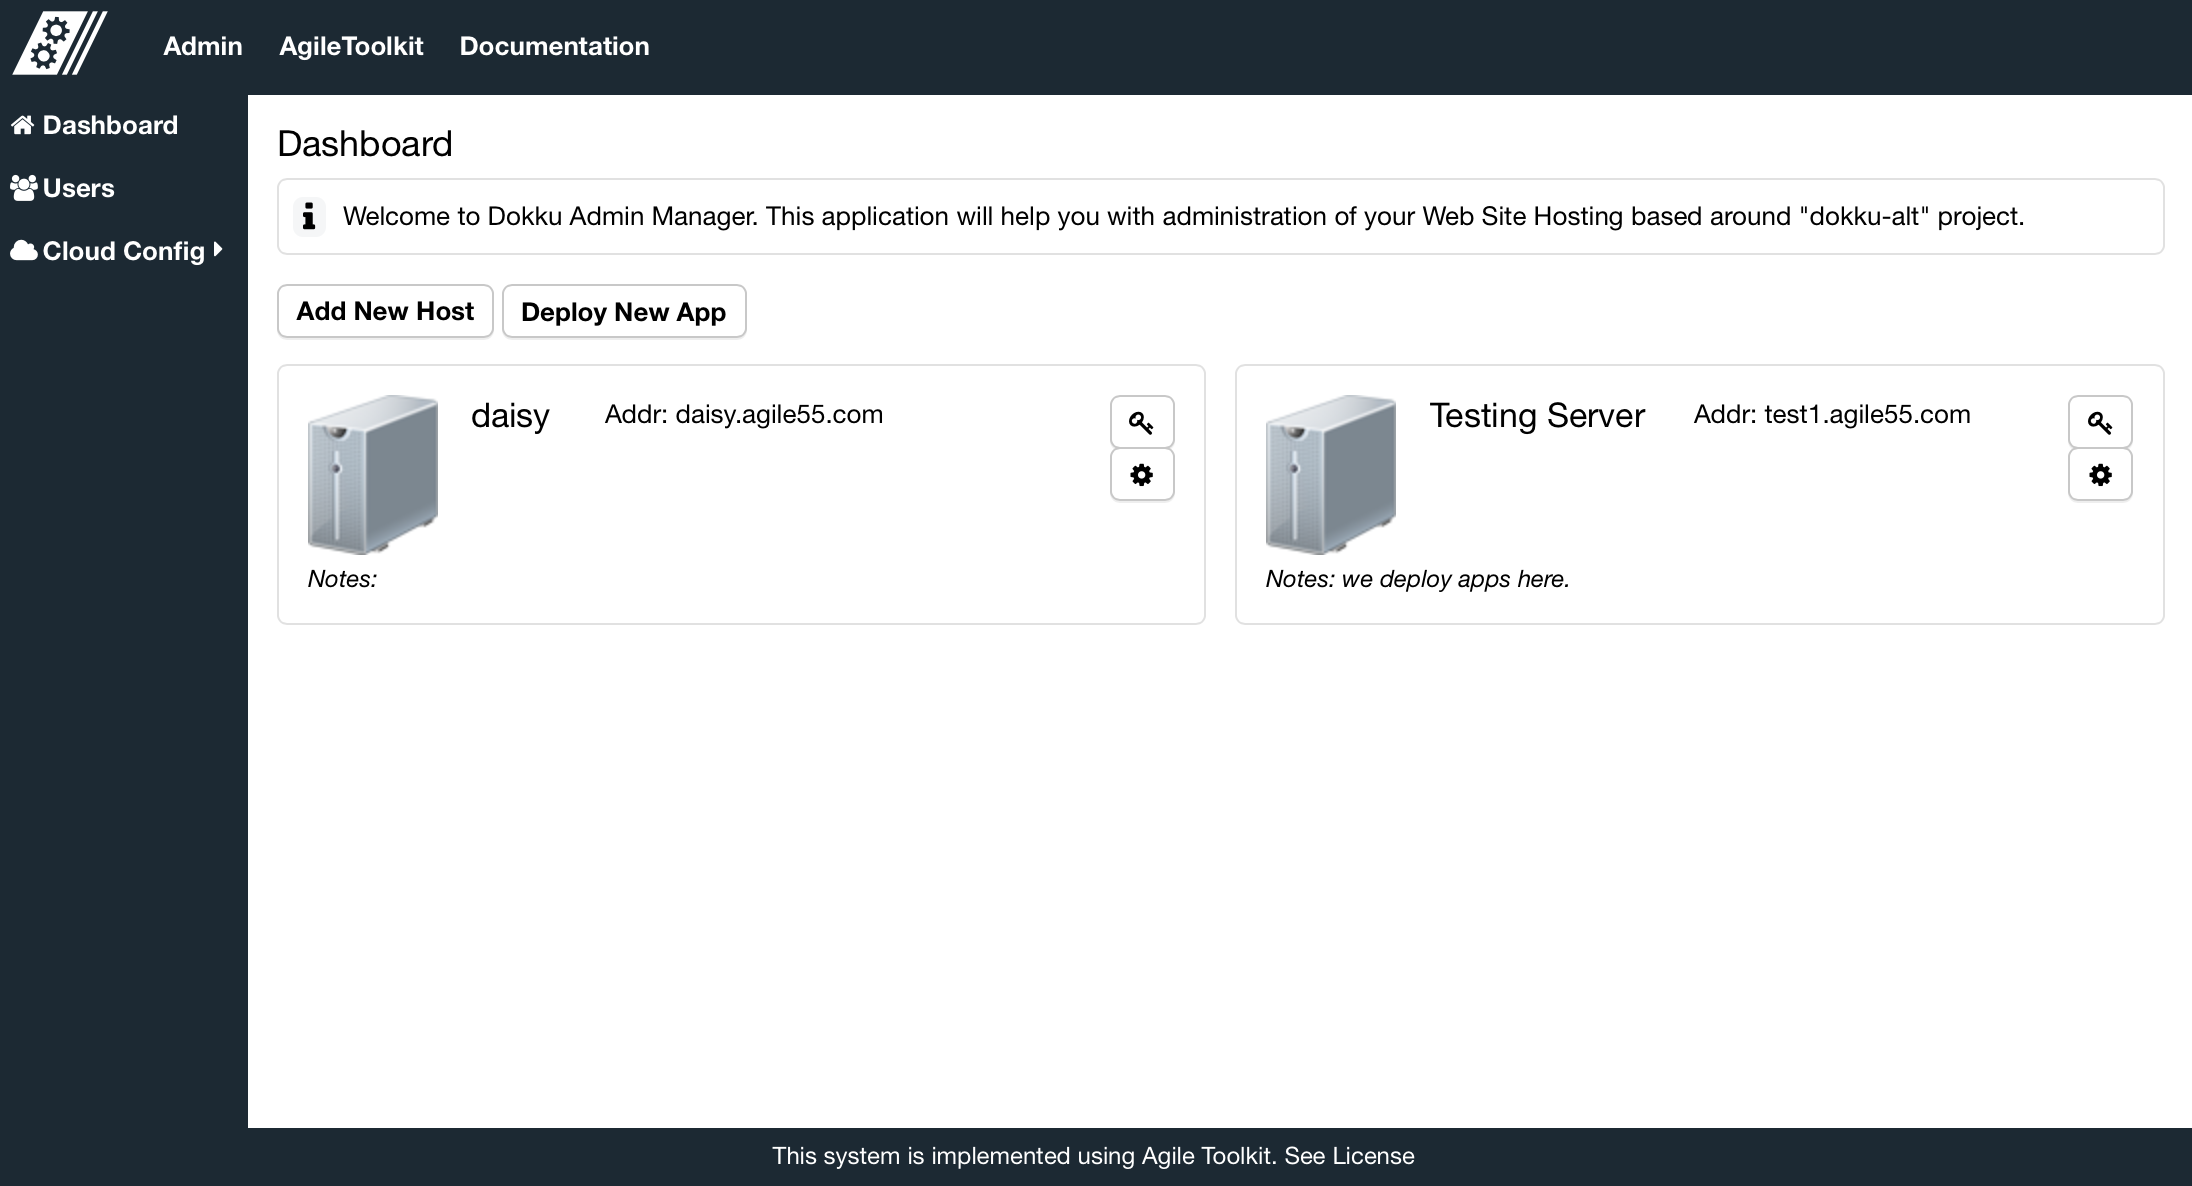 Admin AgileToolkit Documentation
Dashboard
Users
Cloud Config
Dashboard
Welcome to Dokku Admin Manager. This application will help you with administration of your Web Site Hosting based around "dokku-alt" project.
Add New Host Deploy New App
daisy Addr: daisy.agile55.com
Notes:
Testing Server Addr: test1.agile55.com
Notes: we deploy apps here.
This system is implemented using Agile Toolkit. See License